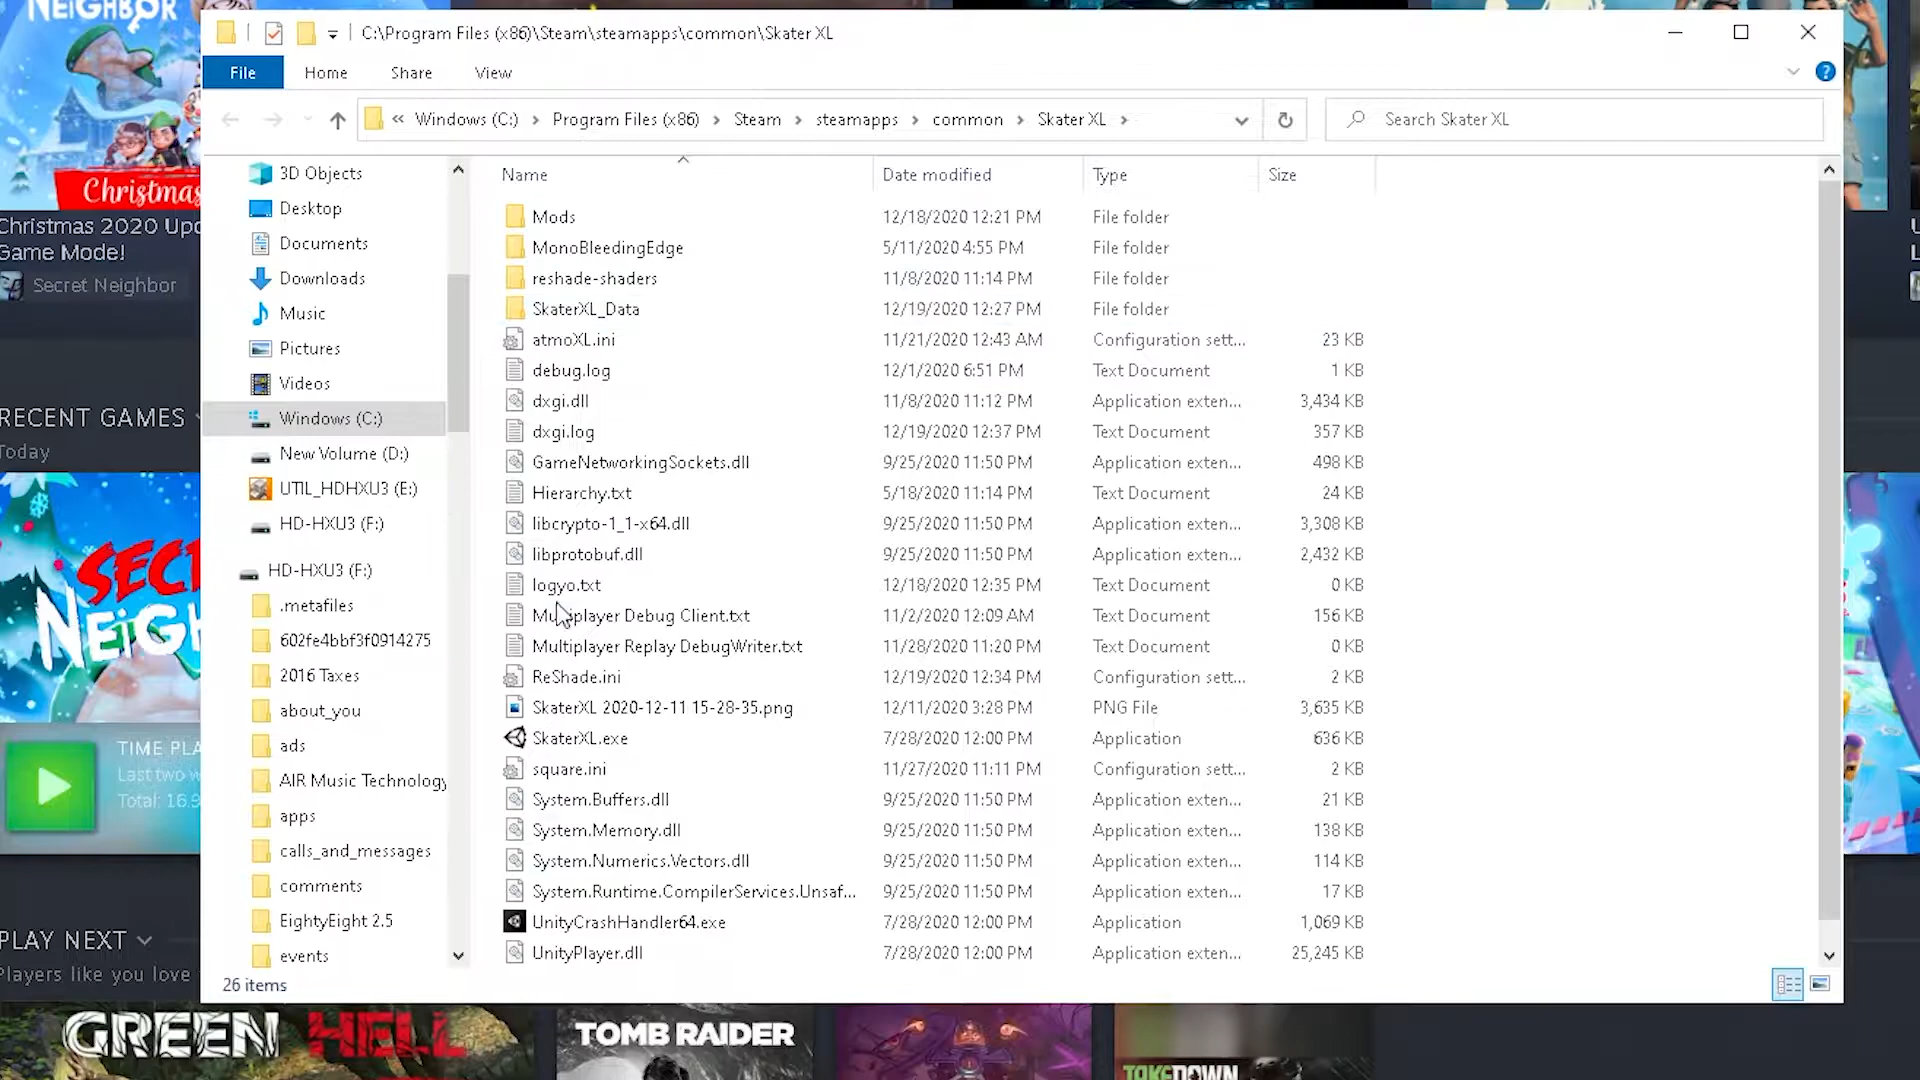 NEIGHBOR
Christmas
Christmas 2020 Upd
Game Mode!
Secret Neighbor
RECENT GAMES
Today
SECR
NEIGH
TIME PLA
Last two w
Total: 16.9
PLAY NEXT
Players like you love
C:\Program Files (x86)\Steam\steamapps\common\Skater XL
File Home Share View
?
« Windows (C:) > Program Files (x86) > Steam > steamapps > common > Skater XL >
Search Skater XL
3D Objects
Desktop
Documents
Downloads
Music
Pictures
Videos
Windows (C:)
New Volume (D:)
UTIL_HDHXU3 (E:)
HD-HXU3 (F:)
HD-HXU3 (F:)
.metafiles
602fe4bbf3f0914275
2016 Taxes
about_you
ads
AIR Music Technology
apps
calls_and_messages
comments
EightyEight 2.5
events
Name Date modified Type Size
Mods 12/18/2020 12:21 PM File folder
MonoBleedingEdge 5/11/2020 4:55 PM File folder
reshade-shaders 11/8/2020 11:14 PM File folder
SkaterXL_Data 12/19/2020 12:27 PM File folder
atmoXL.ini 11/21/2020 12:43 AM Configuration sett... 23 KB
debug.log 12/1/2020 6:51 PM Text Document 1 KB
dxgi.dll 11/8/2020 11:12 PM Application exten... 3,434 KB
dxgi.log 12/19/2020 12:37 PM Text Document 357 KB
GameNetworkingSockets.dll 9/25/2020 11:50 PM Application exten... 498 KB
Hierarchy.txt 5/18/2020 11:14 PM Text Document 24 KB
libcrypto-1_1-x64.dll 9/25/2020 11:50 PM Application exten... 3,308 KB
libprotobuf.dll 9/25/2020 11:50 PM Application exten... 2,432 KB
logyo.txt 12/18/2020 12:35 PM Text Document 0 KB
Multiplayer Debug Client.txt 11/2/2020 12:09 AM Text Document 156 KB
Multiplayer Replay DebugWriter.txt 11/28/2020 11:20 PM Text Document 0 KB
ReShade.ini 12/19/2020 12:34 PM Configuration sett... 2 KB
SkaterXL 2020-12-11 15-28-35.png 12/11/2020 3:28 PM PNG File 3,635 KB
SkaterXL.exe 7/28/2020 12:00 PM Application 636 KB
square.ini 11/27/2020 11:11 PM Configuration sett... 2 KB
System.Buffers.dll 9/25/2020 11:50 PM Application exten... 21 KB
System.Memory.dll 9/25/2020 11:50 PM Application exten... 138 KB
System.Numerics.Vectors.dll 9/25/2020 11:50 PM Application exten... 114 KB
System.Runtime.CompilerServices.Unsaf... 9/25/2020 11:50 PM Application exten... 17 KB
UnityCrashHandler64.exe 7/28/2020 12:00 PM Application 1,069 KB
UnityPlayer.dll 7/28/2020 12:00 PM Application exten... 25,245 KB
26 items
GREEN HELL
TOMB RAIDER
TAKEDOWN